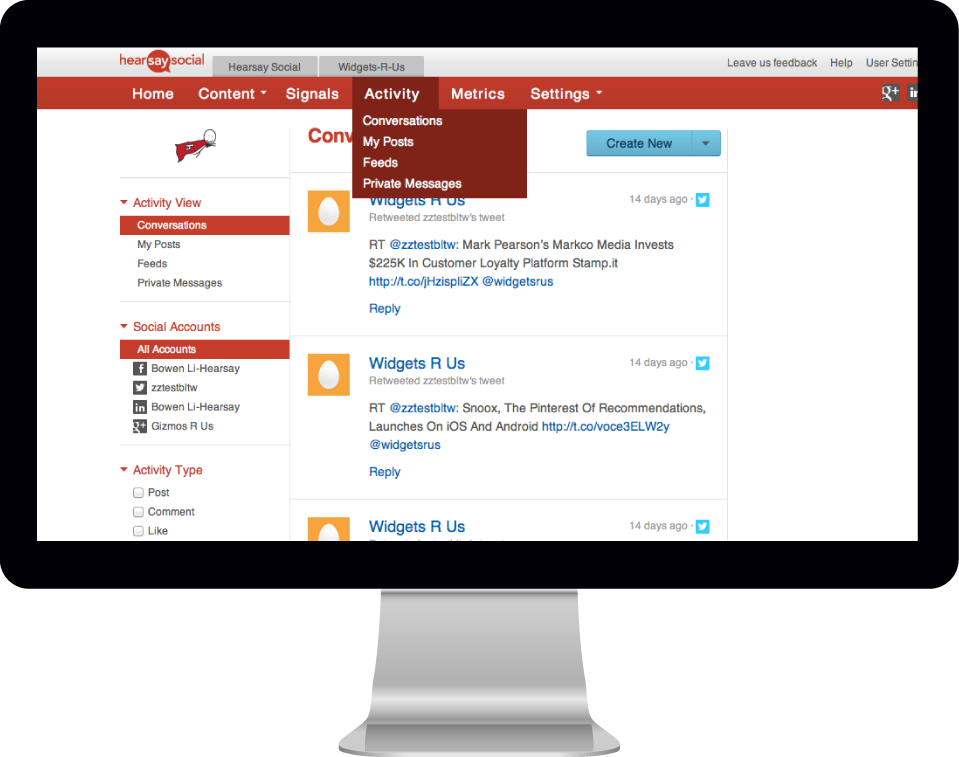 hearsaysocial
Hearsay Social
Widgets-R-Us
Leave us feedback Help User Settin
Home Content Signals Activity Metrics Settings
Conversations
My Posts
Feeds
Private Messages
Conv
Create New
Activity View
Conversations
My Posts
Feeds
Private Messages
Social Accounts
All Accounts
Bowen Li-Hearsay
zztestbltw
Bowen Li-Hearsay
Gizmos R Us
Activity Type
Post
Comment
Like
Widgets R Us
14 days ago ·
Retweeted zztestbltw's tweet
RT @zztestbltw: Mark Pearson's Markco Media Invests
$225K In Customer Loyalty Platform Stamp.it
http://t.co/jHzispliZX @widgetsrus
Reply
Widgets R Us
14 days ago ·
Retweeted zztestbltw's tweet
RT @zztestbltw: Snoox, The Pinterest Of Recommendations,
Launches On iOS And Android http://t.co/voce3ELW2y
@widgetsrus
Reply
Widgets R Us
14 days ago ·